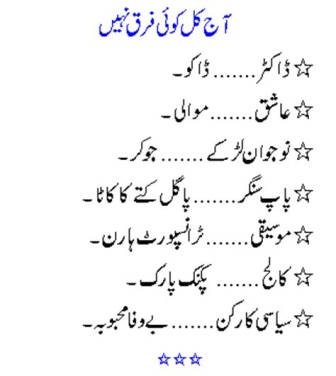 آج کل کوئی فرق نہیں
☆ ڈاکٹر....... ڈاکو۔
☆ عاشق.......موالی۔
☆ نوجوان لڑکے ....... جوکر۔
☆ پاپ سنگر....... پاگل کتے کا کاٹا۔
☆ موسیقی.......ٹرانسپورٹ ہارن۔
☆ کالج ....... پکنک پارک۔
☆ سیاسی کارکن.......بے وفا محبوبہ۔
☆☆☆